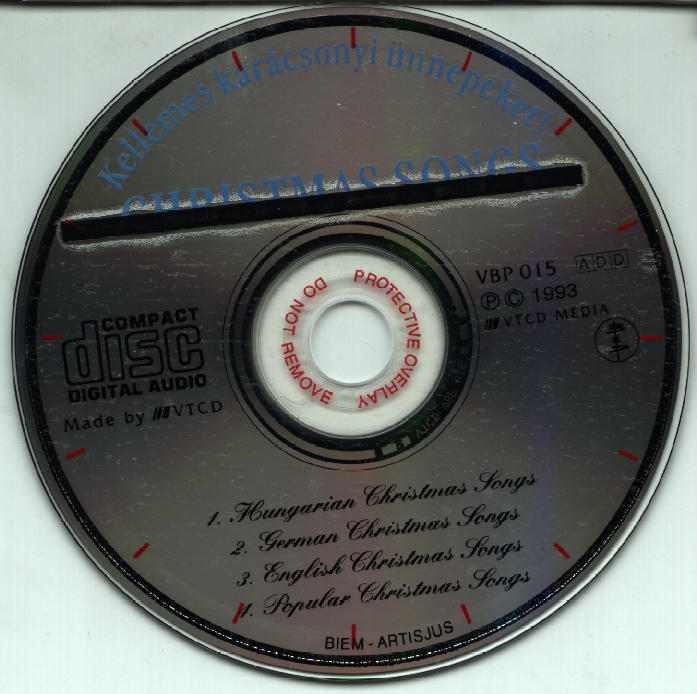 Kellemes karácsonyi ünnepeket!
CHRISTMAS SONGS
VBP 015 ADD
Ⓟ © 1993
VTCD MEDIA
COMPACT
disc
DIGITAL AUDIO
Made by VTCD
DO NOT REMOVE
PROTECTIVE OVERLAY
1. Hungarian Christmas Songs
2. German Christmas Songs
3. English Christmas Songs
4. Popular Christmas Songs
BIEM - ARTISJUS